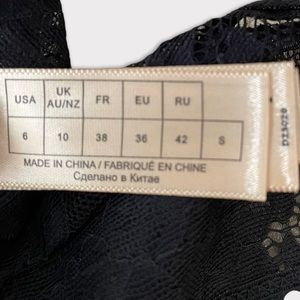 USA UK AU/NZ FR EU RU
6 10 38 36 42 S
MADE IN CHINA / FABRIQUÉ EN CHINE
Сделано в Китае